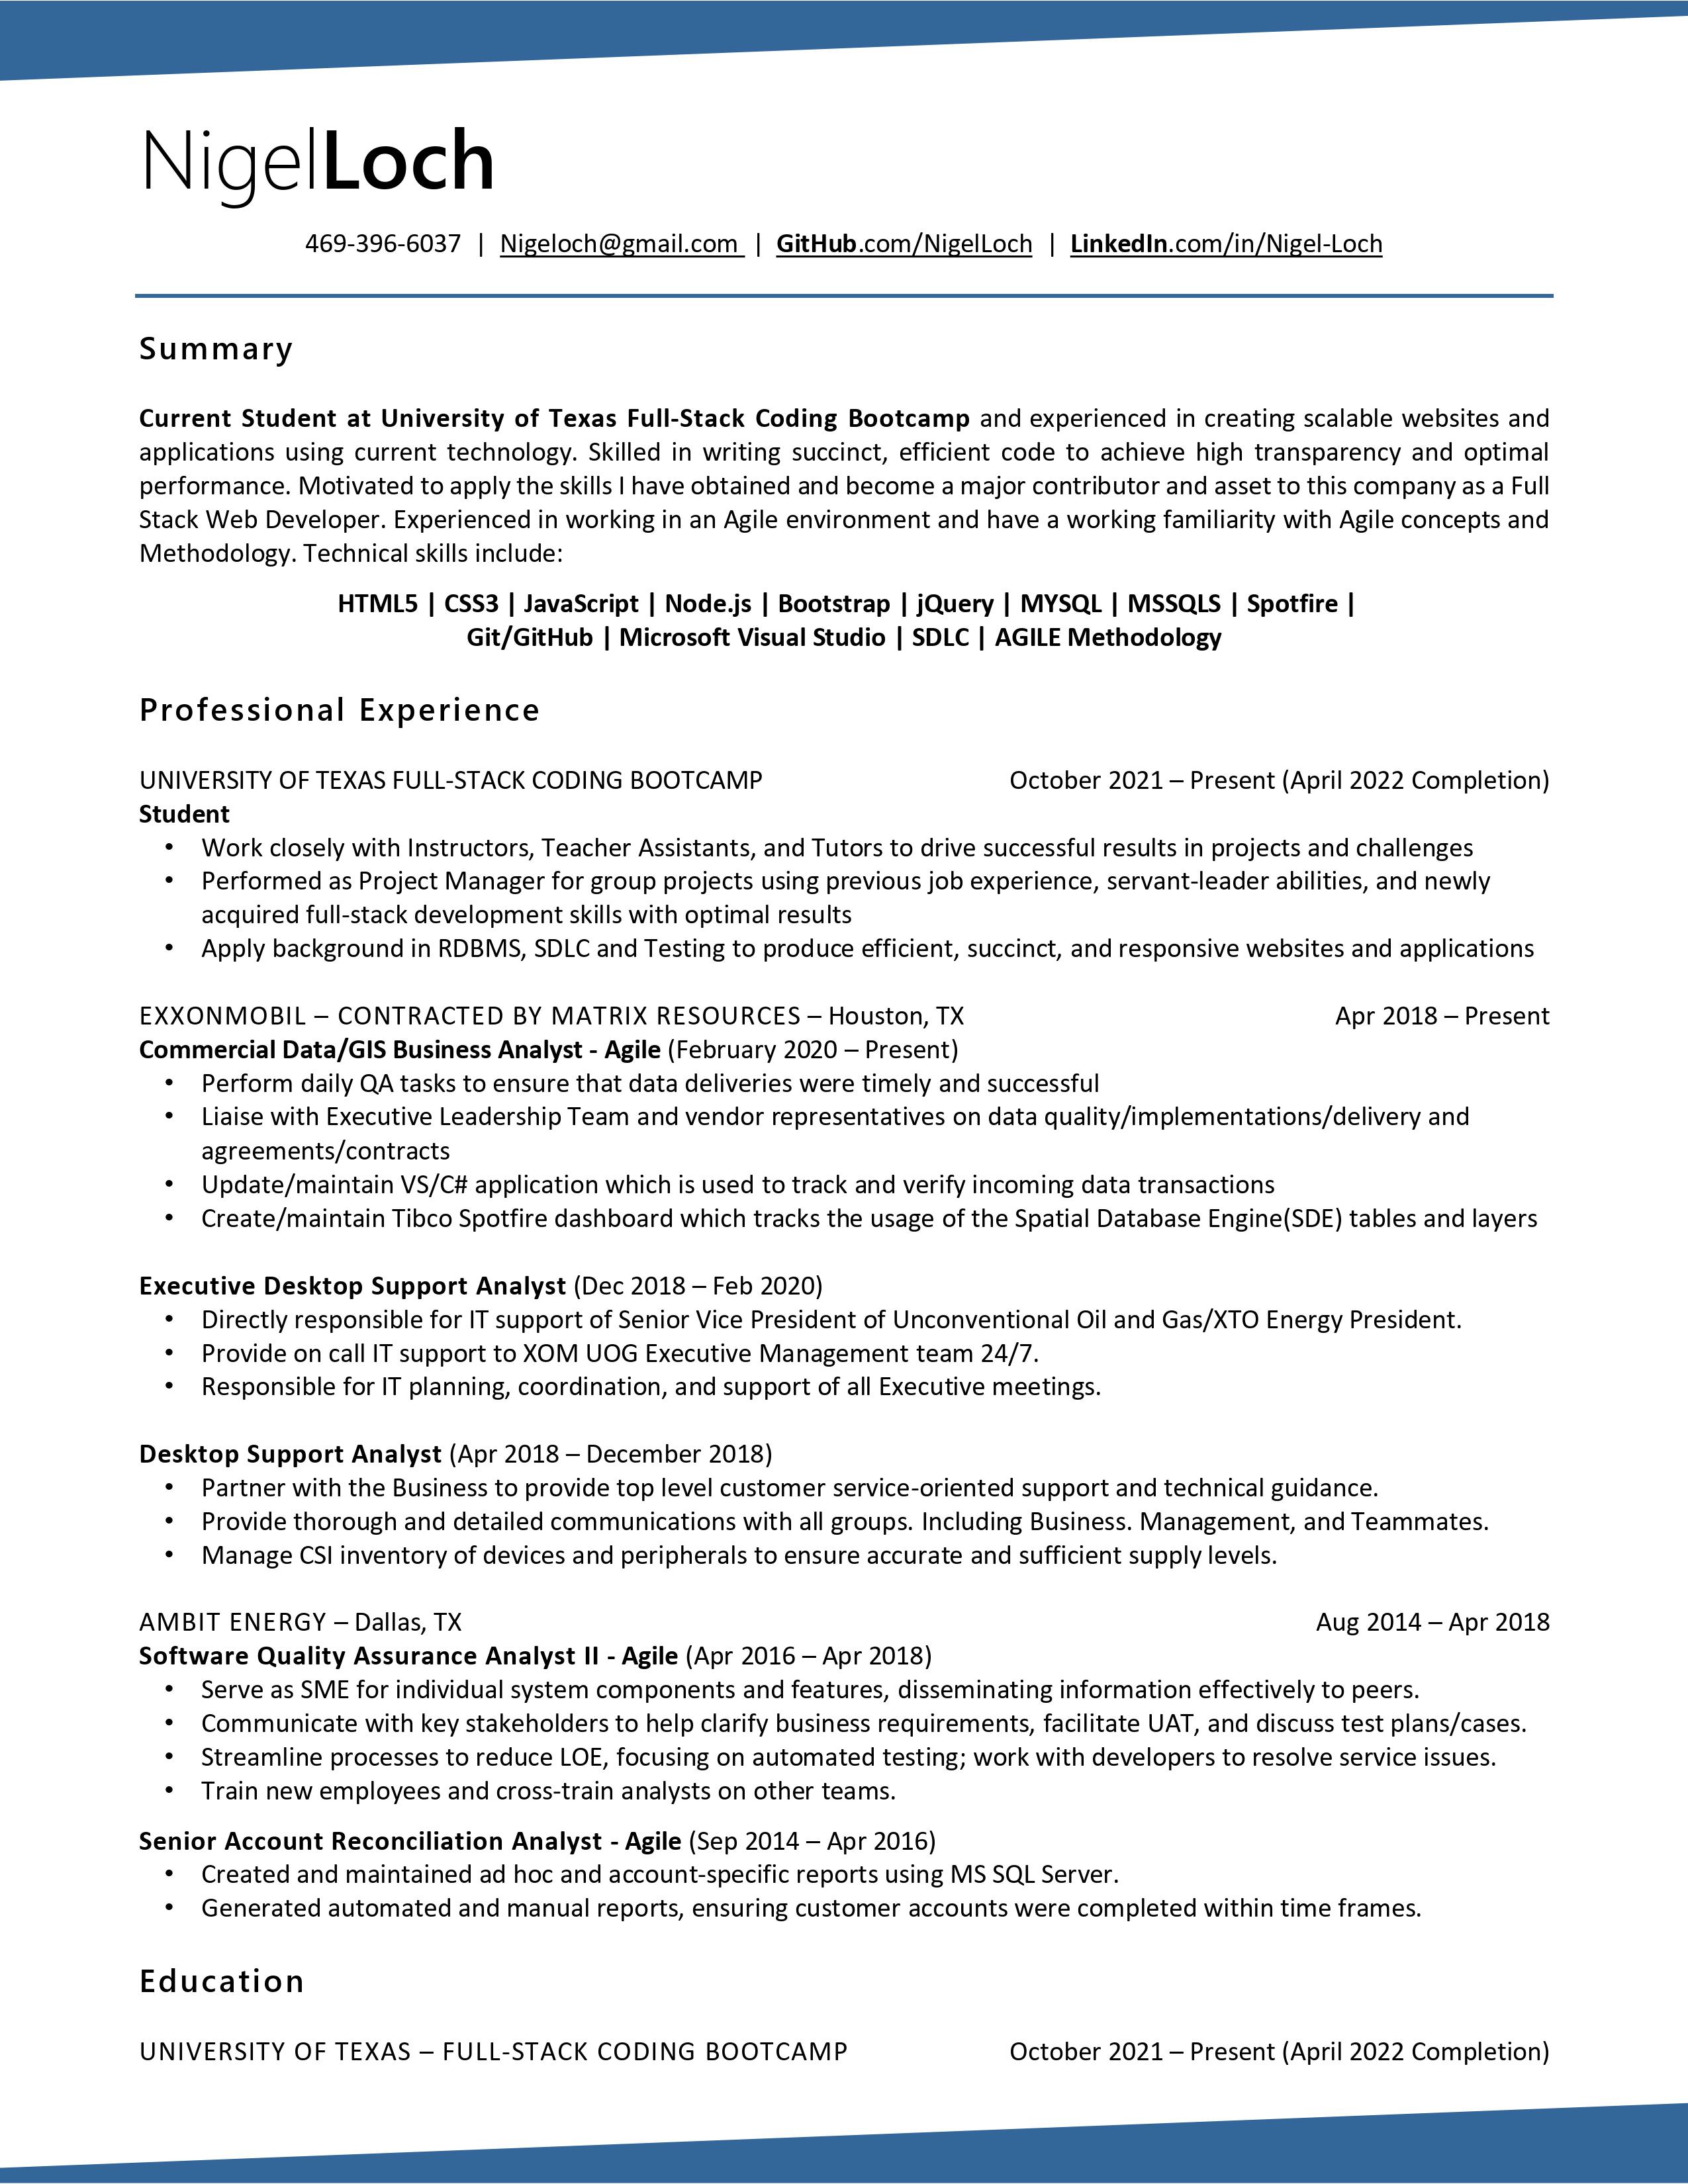 NigelLoch
469-396-6037 | Nigeloch@gmail.com | GitHub.com/NigelLoch | LinkedIn.com/in/Nigel-Loch
Summary
Current Student at University of Texas Full-Stack Coding Bootcamp and experienced in creating scalable websites and
applications using current technology. Skilled in writing succinct, efficient code to achieve high transparency and optimal
performance. Motivated to apply the skills I have obtained and become a major contributor and asset to this company as a Full
Stack Web Developer. Experienced in working in an Agile environment and have a working familiarity with Agile concepts and
Methodology. Technical skills include:
HTML5 | CSS3 | JavaScript | Node.js | Bootstrap | jQuery | MYSQL | MSSQLS | Spotfire |
Git/GitHub | Microsoft Visual Studio | SDLC | AGILE Methodology
Professional Experience
UNIVERSITY OF TEXAS FULL-STACK CODING BOOTCAMP October 2021 – Present (April 2022 Completion)
Student
• Work closely with Instructors, Teacher Assistants, and Tutors to drive successful results in projects and challenges
• Performed as Project Manager for group projects using previous job experience, servant-leader abilities, and newly
acquired full-stack development skills with optimal results
• Apply background in RDBMS, SDLC and Testing to produce efficient, succinct, and responsive websites and applications
EXXONMOBIL – CONTRACTED BY MATRIX RESOURCES – Houston, TX Apr 2018 – Present
Commercial Data/GIS Business Analyst - Agile (February 2020 – Present)
• Perform daily QA tasks to ensure that data deliveries were timely and successful
• Liaise with Executive Leadership Team and vendor representatives on data quality/implementations/delivery and
agreements/contracts
• Update/maintain VS/C# application which is used to track and verify incoming data transactions
• Create/maintain Tibco Spotfire dashboard which tracks the usage of the Spatial Database Engine(SDE) tables and layers
Executive Desktop Support Analyst (Dec 2018 – Feb 2020)
• Directly responsible for IT support of Senior Vice President of Unconventional Oil and Gas/XTO Energy President.
• Provide on call IT support to XOM UOG Executive Management team 24/7.
• Responsible for IT planning, coordination, and support of all Executive meetings.
Desktop Support Analyst (Apr 2018 – December 2018)
• Partner with the Business to provide top level customer service-oriented support and technical guidance.
• Provide thorough and detailed communications with all groups. Including Business. Management, and Teammates.
• Manage CSI inventory of devices and peripherals to ensure accurate and sufficient supply levels.
AMBIT ENERGY – Dallas, TX Aug 2014 – Apr 2018
Software Quality Assurance Analyst II - Agile (Apr 2016 – Apr 2018)
• Serve as SME for individual system components and features, disseminating information effectively to peers.
• Communicate with key stakeholders to help clarify business requirements, facilitate UAT, and discuss test plans/cases.
• Streamline processes to reduce LOE, focusing on automated testing; work with developers to resolve service issues.
• Train new employees and cross-train analysts on other teams.
Senior Account Reconciliation Analyst - Agile (Sep 2014 – Apr 2016)
• Created and maintained ad hoc and account-specific reports using MS SQL Server.
• Generated automated and manual reports, ensuring customer accounts were completed within time frames.
Education
UNIVERSITY OF TEXAS – FULL-STACK CODING BOOTCAMP October 2021 – Present (April 2022 Completion)